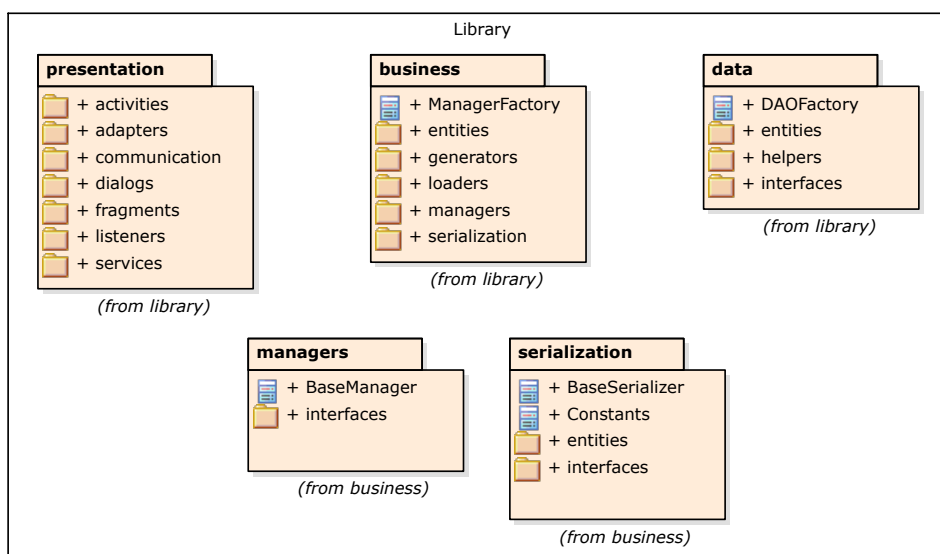 Library
presentation
+ activities
+ adapters
+ communication
+ dialogs
+ fragments
+ listeners
+ services
(from library)
business
+ ManagerFactory
+ entities
+ generators
+ loaders
+ managers
+ serialization
(from library)
data
+ DAOFactory
+ entities
+ helpers
+ interfaces
(from library)
managers
+ BaseManager
+ interfaces
(from business)
serialization
+ BaseSerializer
+ Constants
+ entities
+ interfaces
(from business)